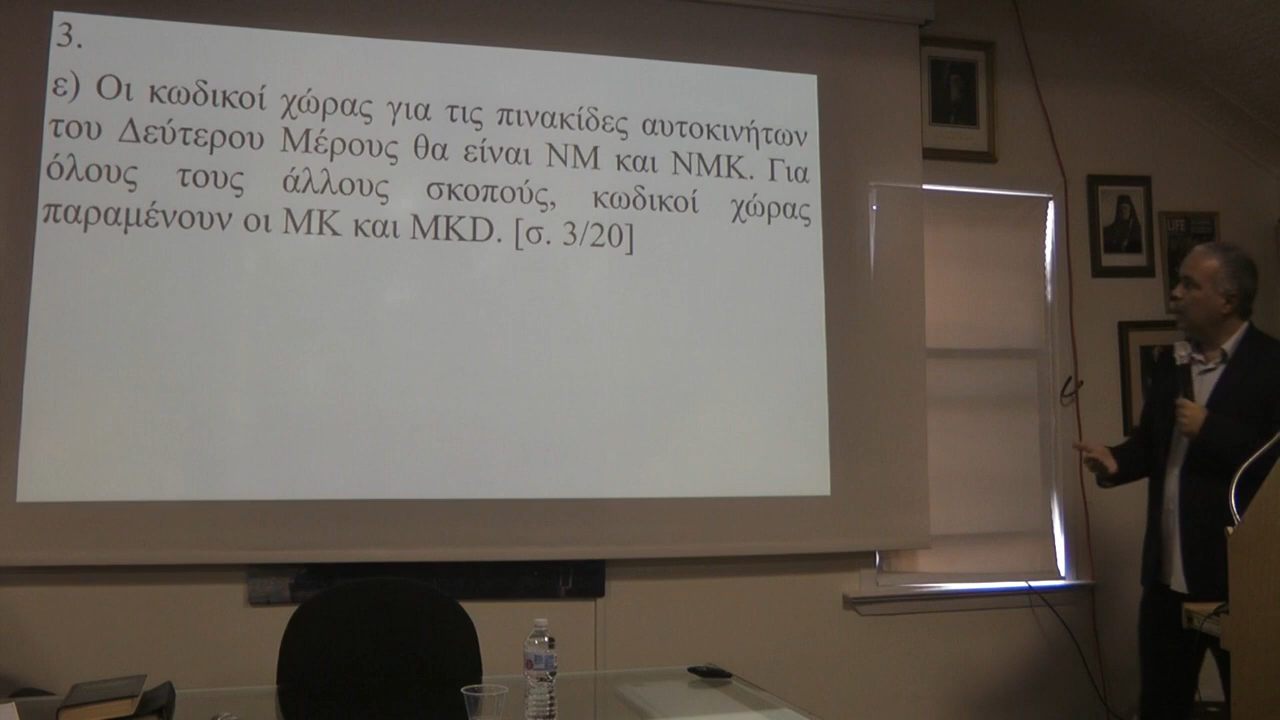 3.
ε) Οι κωδικοί χώρας για τις πινακίδες αυτοκινήτων
του Δεύτερου Μέρους θα είναι NM και NMK. Για
όλους τους άλλους σκοπούς, κωδικοί χώρας
παραμένουν οι MK και MKD. [σ. 3/20]
LIFE